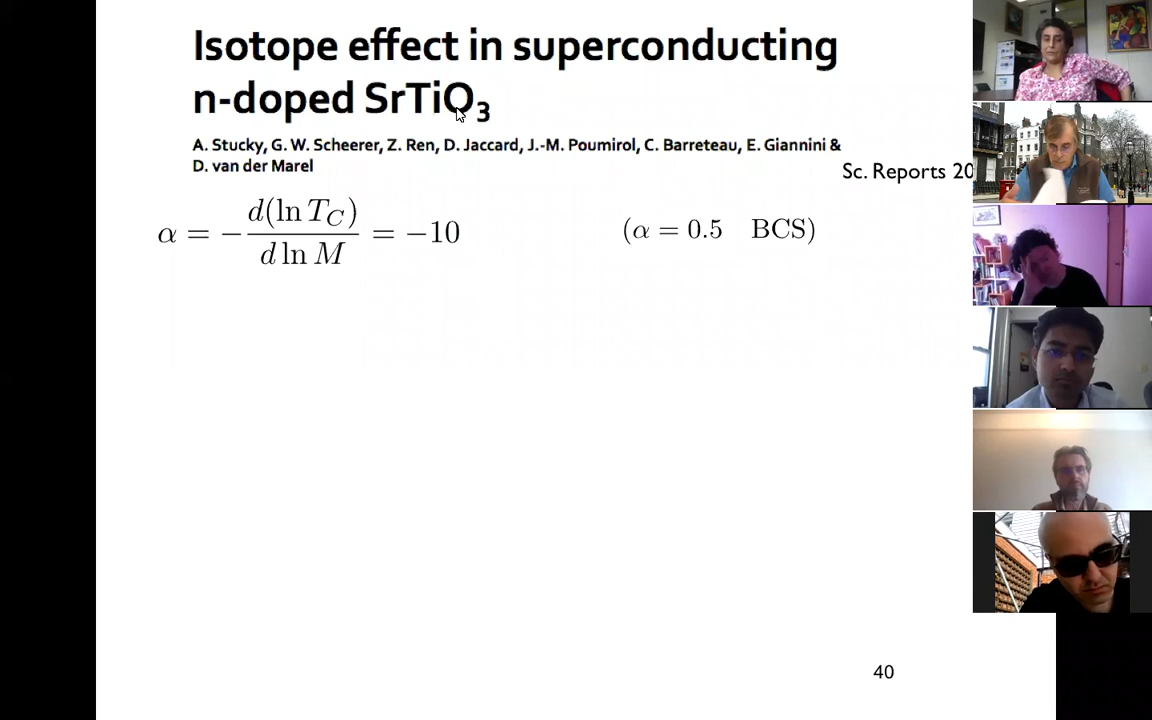 Isotope effect in superconducting
n-doped SrTiO₃
A. Stucky, G. W. Scheerer, Z. Ren, D. Jaccard, J.-M. Poumirol, C. Barreteau, E. Giannini &
D. van der Marel
Sc. Reports 20
α = − d(ln T_C) / d ln M = −10
(α = 0.5 BCS)
40